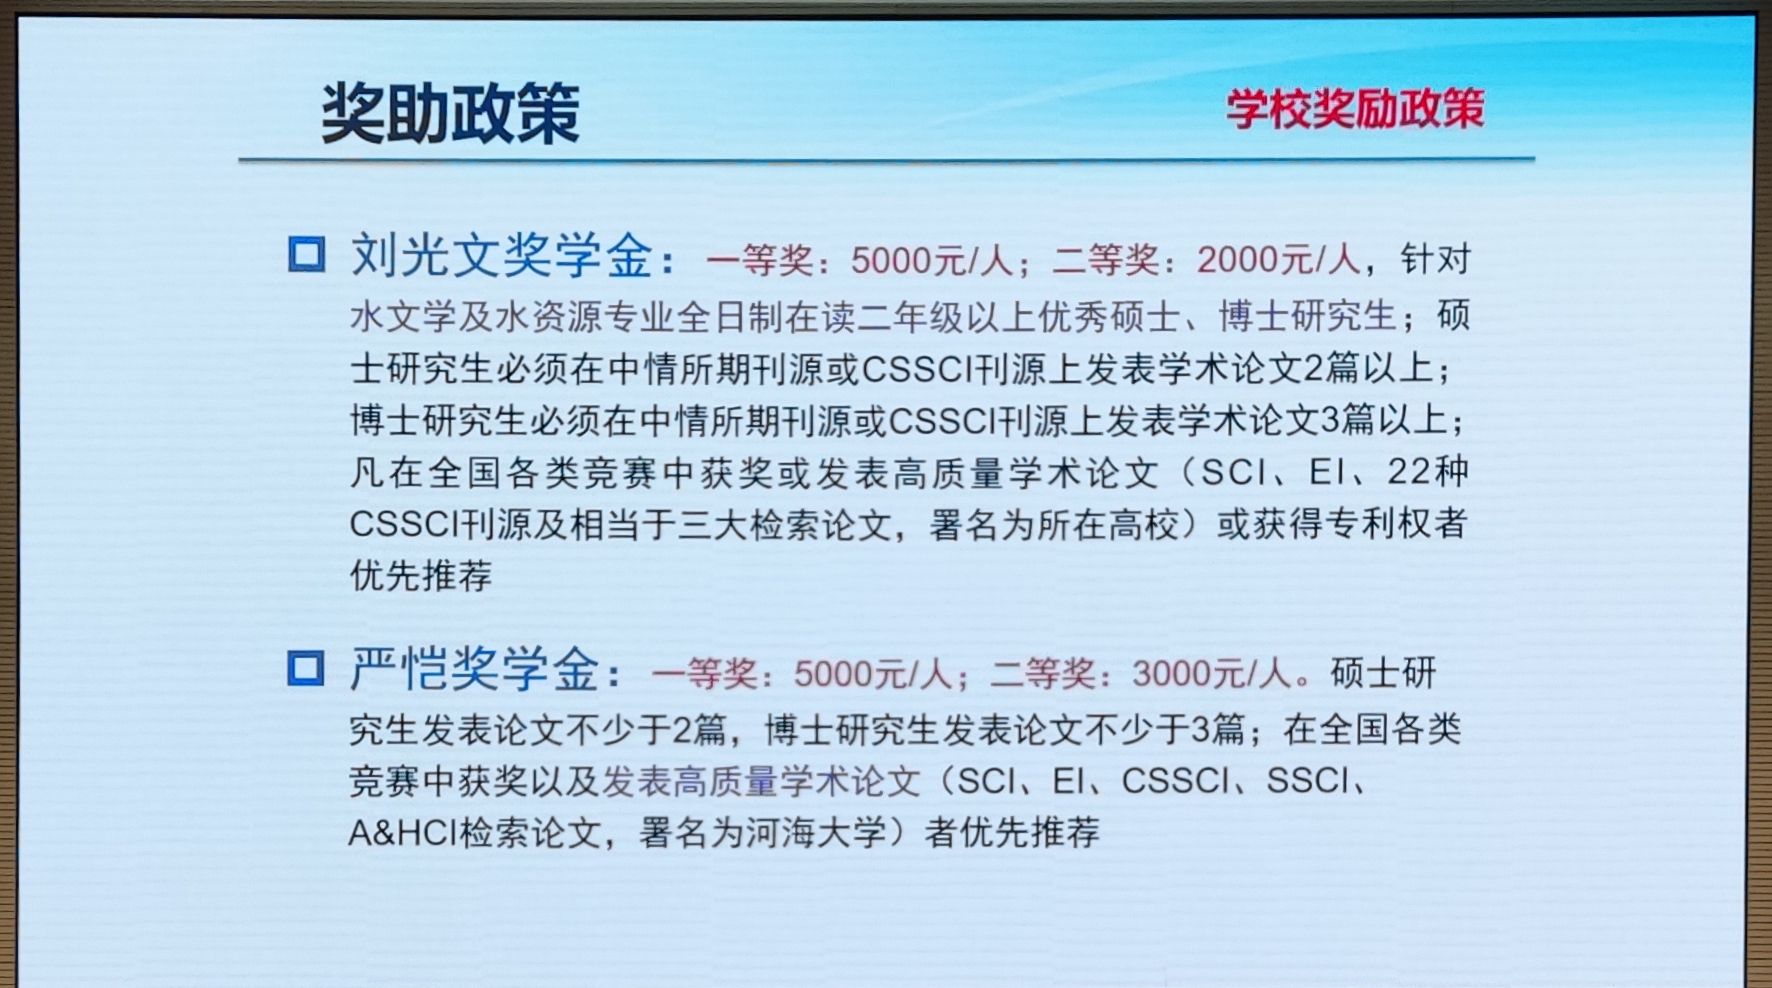 奖助政策
学校奖励政策
刘光文奖学金：一等奖：5000元/人；二等奖：2000元/人，针对
水文学及水资源专业全日制在读二年级以上优秀硕士、博士研究生；硕
士研究生必须在中情所期刊源或CSSCI刊源上发表学术论文2篇以上；
博士研究生必须在中情所期刊源或CSSCI刊源上发表学术论文3篇以上；
凡在全国各类竞赛中获奖或发表高质量学术论文（SCI、EI、22种
CSSCI刊源及相当于三大检索论文，署名为所在高校）或获得专利权者
优先推荐
严恺奖学金：一等奖：5000元/人；二等奖：3000元/人。硕士研
究生发表论文不少于2篇，博士研究生发表论文不少于3篇；在全国各类
竞赛中获奖以及发表高质量学术论文（SCI、EI、CSSCI、SSCI、
A&HCI检索论文，署名为河海大学）者优先推荐